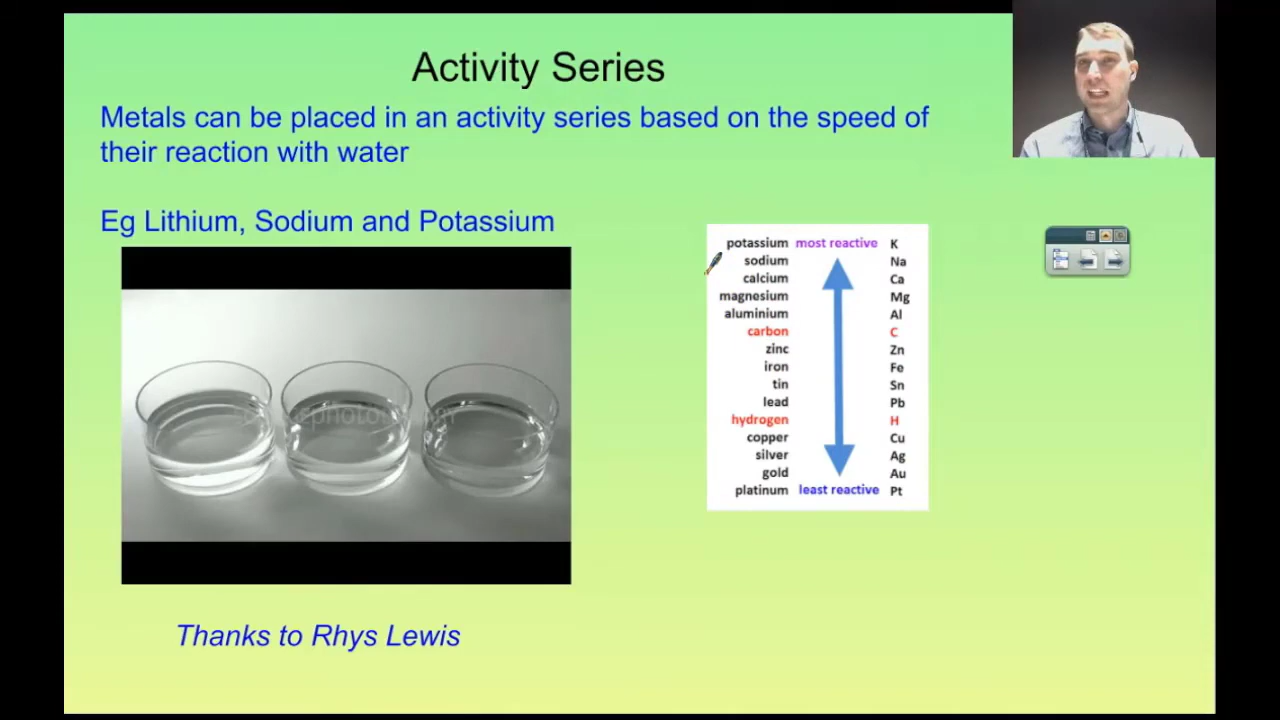 Activity Series
Metals can be placed in an activity series based on the speed of
their reaction with water
Eg Lithium, Sodium and Potassium
potassium most reactive K
sodium Na
calcium Ca
magnesium Mg
aluminium Al
carbon C
zinc Zn
iron Fe
tin Sn
lead Pb
hydrogen H
copper Cu
silver Ag
gold Au
platinum least reactive Pt
Thanks to Rhys Lewis